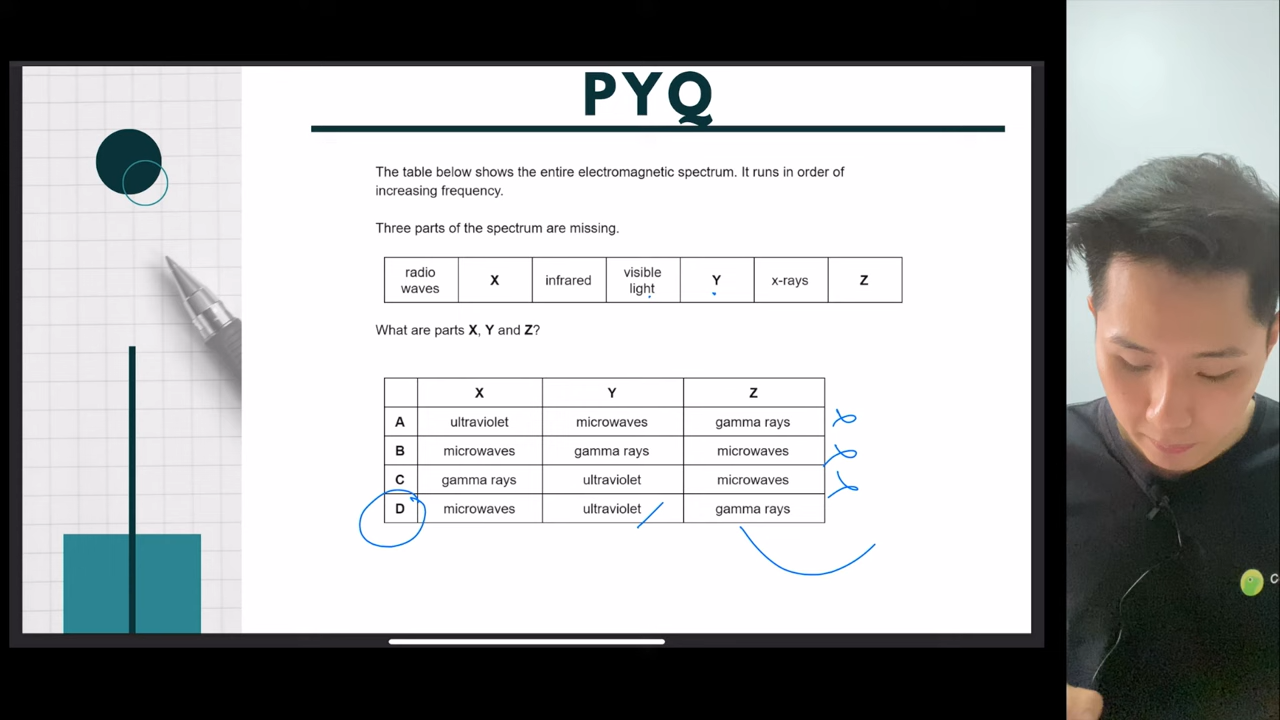 PYQ
The table below shows the entire electromagnetic spectrum. It runs in order of
increasing frequency.
Three parts of the spectrum are missing.
radio waves X infrared visible light Y x-rays Z
What are parts X, Y and Z?
X Y Z
A ultraviolet microwaves gamma rays
B microwaves gamma rays microwaves
C gamma rays ultraviolet microwaves
D microwaves ultraviolet gamma rays